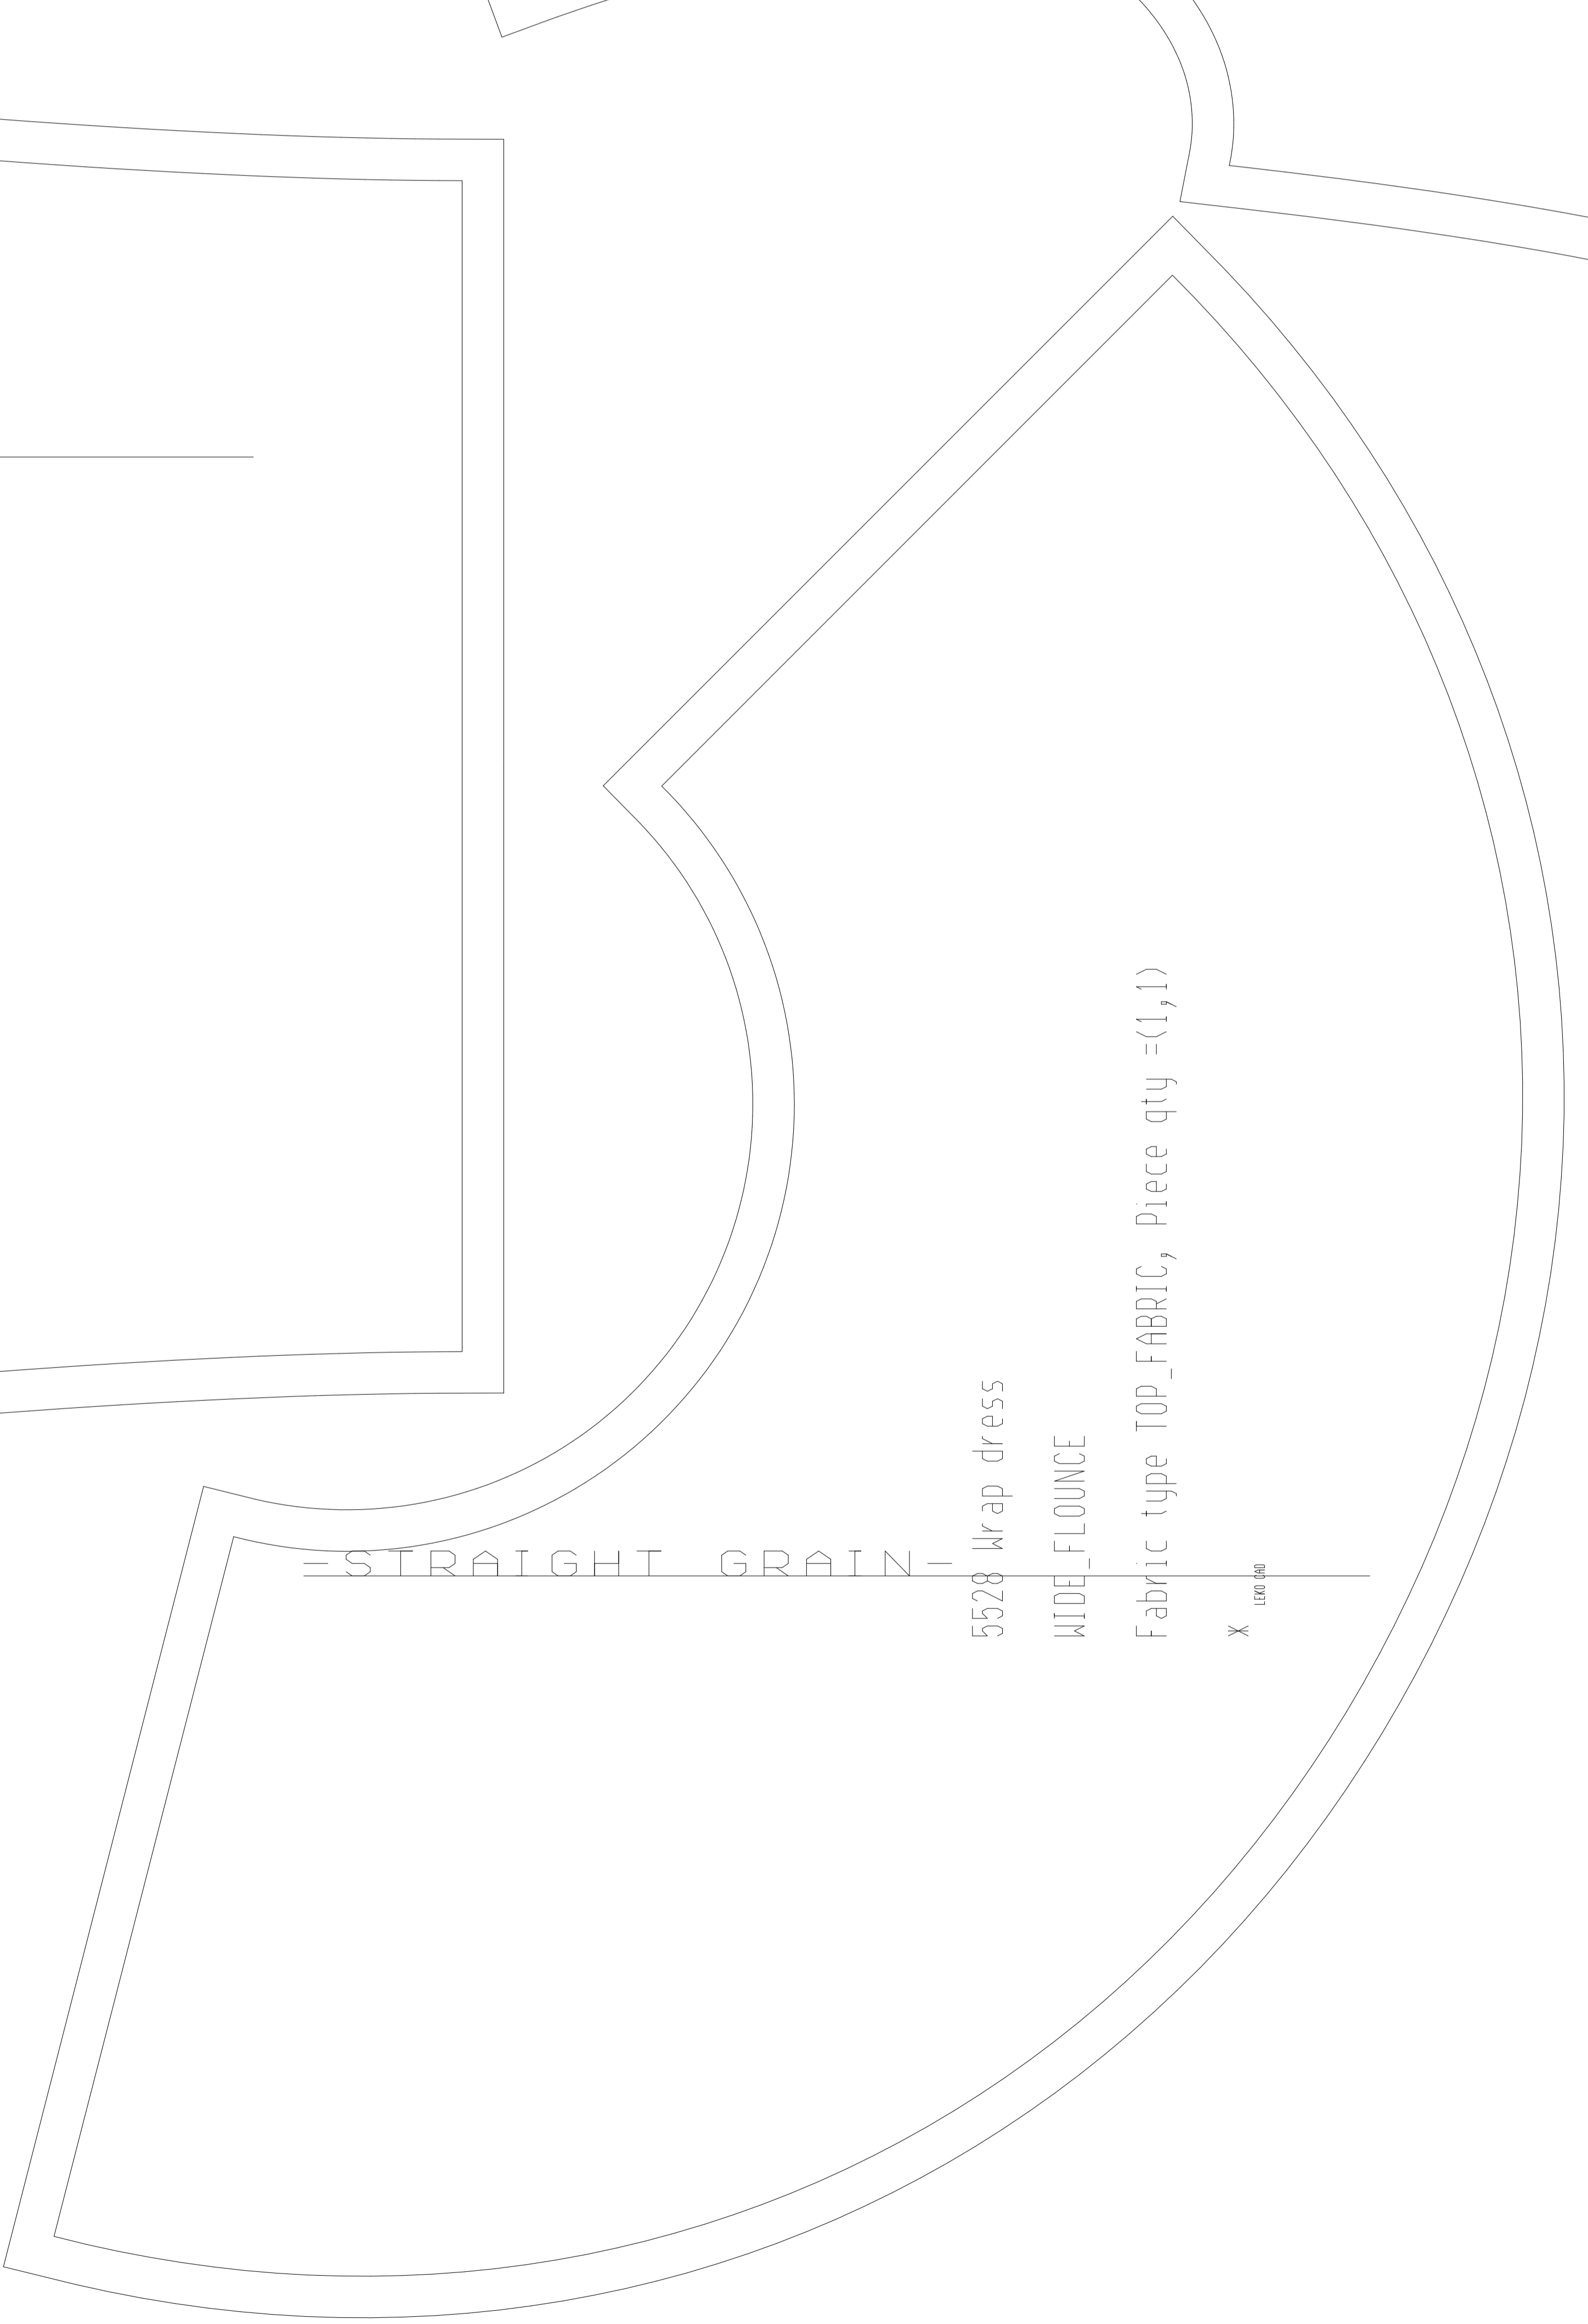 -STRAIGHT GRAIN-
5528 Wrap dress
WIDE_FLOUNCE
Fabric type TOP_FABRIC, Piece qty =(1,1)
* LEKO CAD